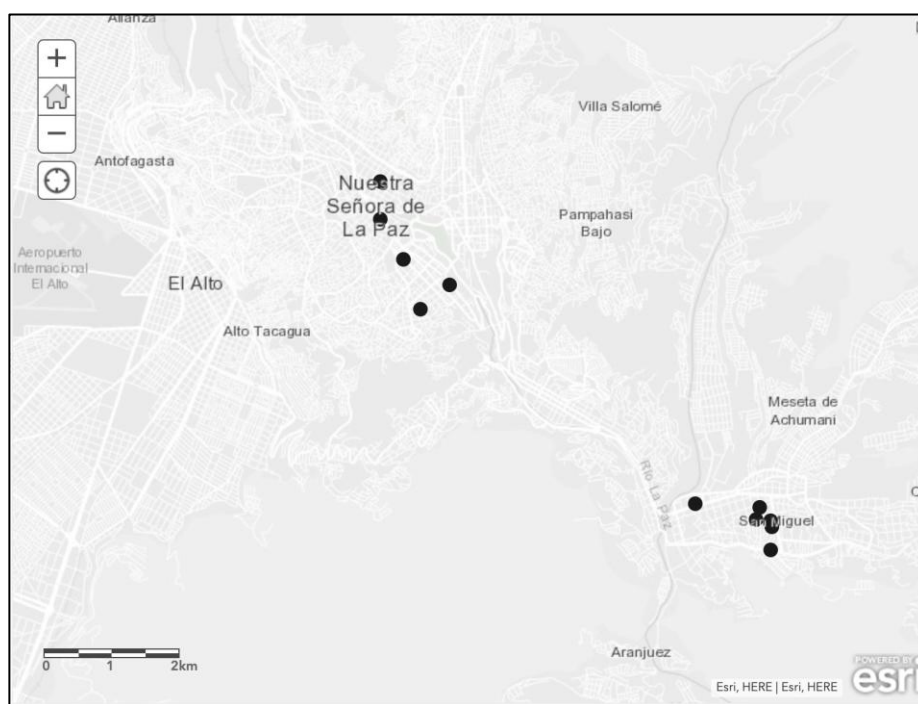 Alianza
+
−
Villa Salomé
Antofagasta
Nuestra
Señora de
La Paz
Pampahasi
Bajo
Aeropuerto
Internacional
El Alto
El Alto
Alto Tacagua
Meseta de
Achumani
Río La Paz
San Miguel
Aranjuez
0 1 2km
POWERED BY
esri
Esri, HERE | Esri, HERE